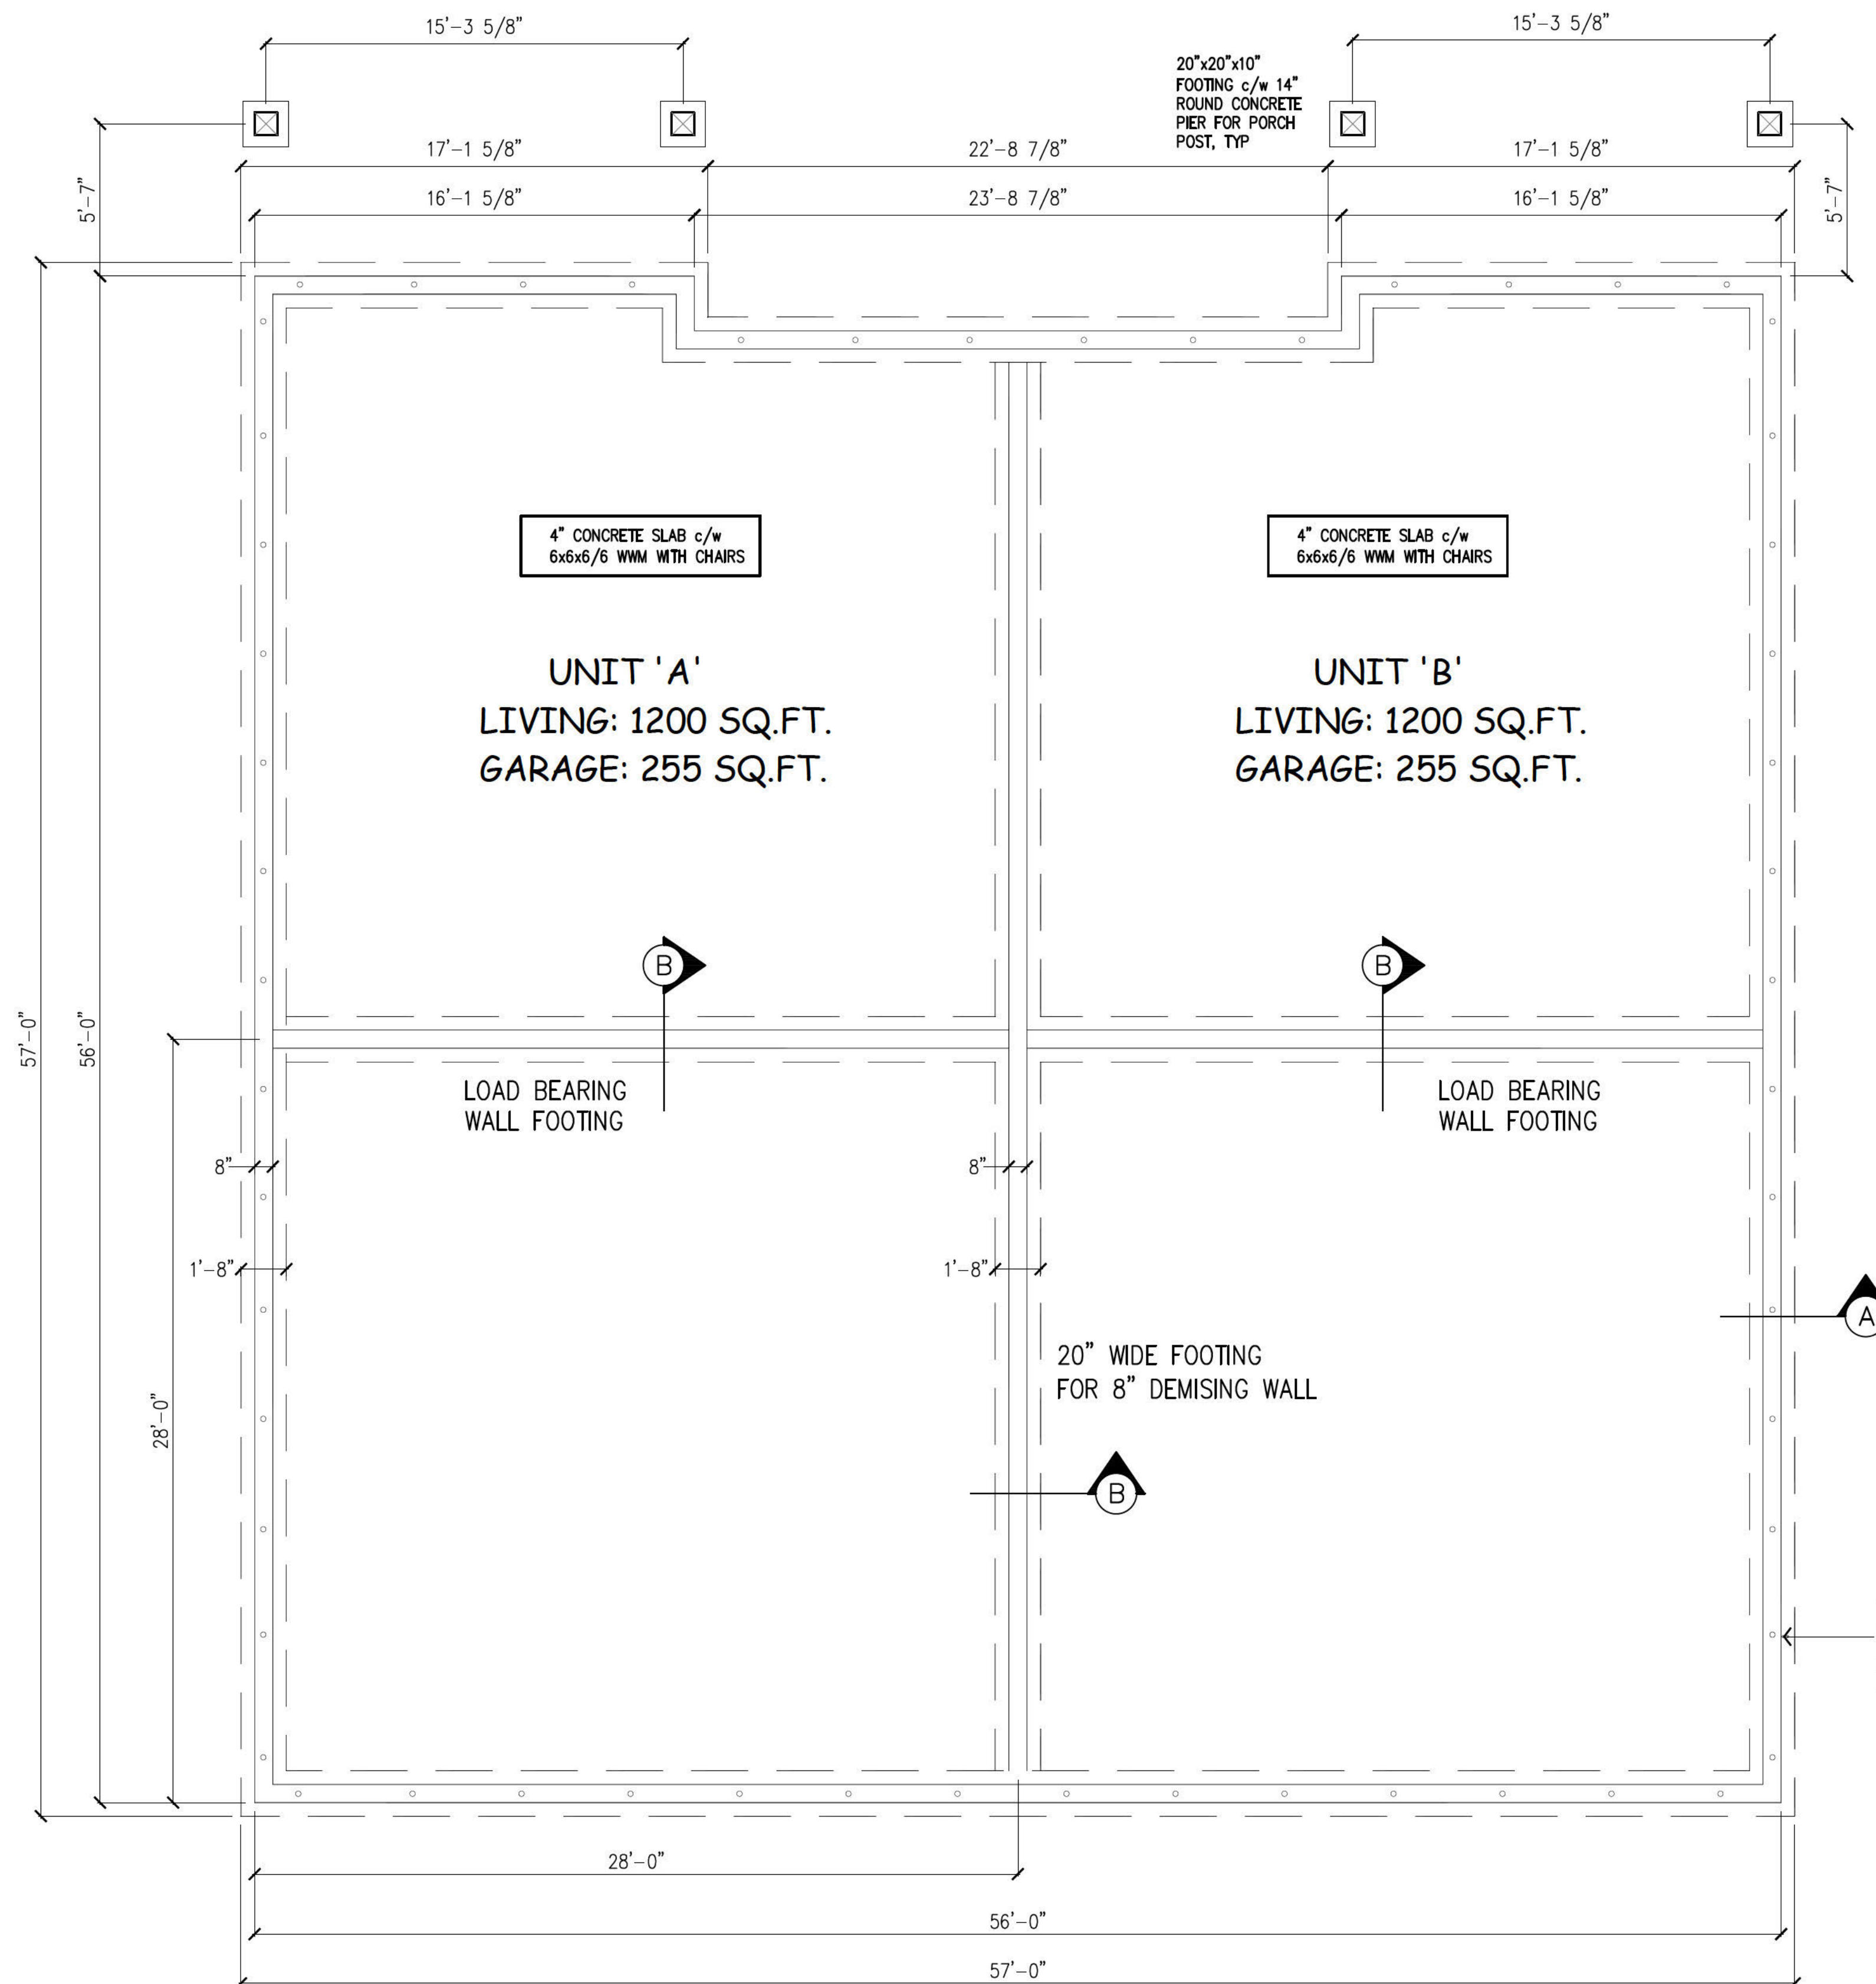 15'-3 5/8"
15'-3 5/8"
20"x20"x10"
FOOTING c/w 14"
ROUND CONCRETE
PIER FOR PORCH
POST, TYP
17'-1 5/8"
22'-8 7/8"
17'-1 5/8"
5'-7"
16'-1 5/8"
23'-8 7/8"
16'-1 5/8"
5'-7"
4" CONCRETE SLAB c/w
6x6x6/6 WWM WITH CHAIRS
4" CONCRETE SLAB c/w
6x6x6/6 WWM WITH CHAIRS
UNIT 'A'
LIVING: 1200 SQ.FT.
GARAGE: 255 SQ.FT.
UNIT 'B'
LIVING: 1200 SQ.FT.
GARAGE: 255 SQ.FT.
B
B
57'-0"
56'-0"
LOAD BEARING
WALL FOOTING
LOAD BEARING
WALL FOOTING
8"
8"
1'-8"
1'-8"
A
20" WIDE FOOTING
FOR 8" DEMISING WALL
28'-0"
B
28'-0"
56'-0"
57'-0"